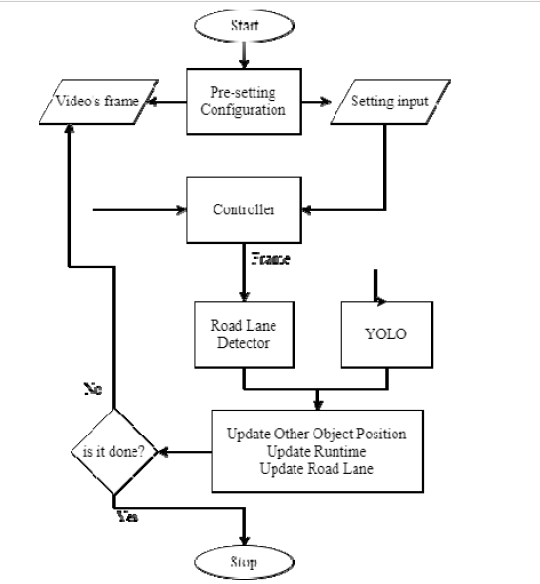 Start
Pre-setting
Configuration
Video's frame
Setting input
Controller
Frame
Road Lane
Detector
YOLO
Update Other Object Position
Update Runtime
Update Road Lane
is it done?
No
Yes
Stop